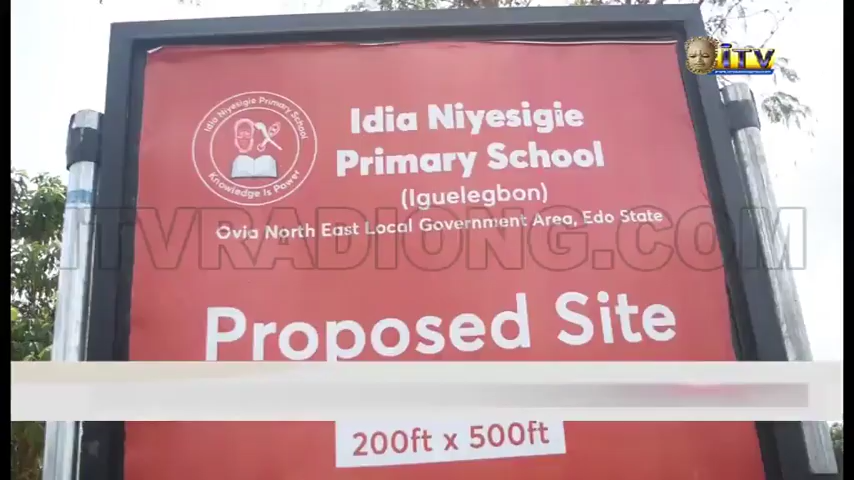 iTV
Idia Niyesigie Primary School
Knowledge Is Power
Idia Niyesigie
Primary School
(Iguelegbon)
Ovia North East Local Government Area, Edo State
ITVRADIONG.COM
Proposed Site
200ft x 500ft